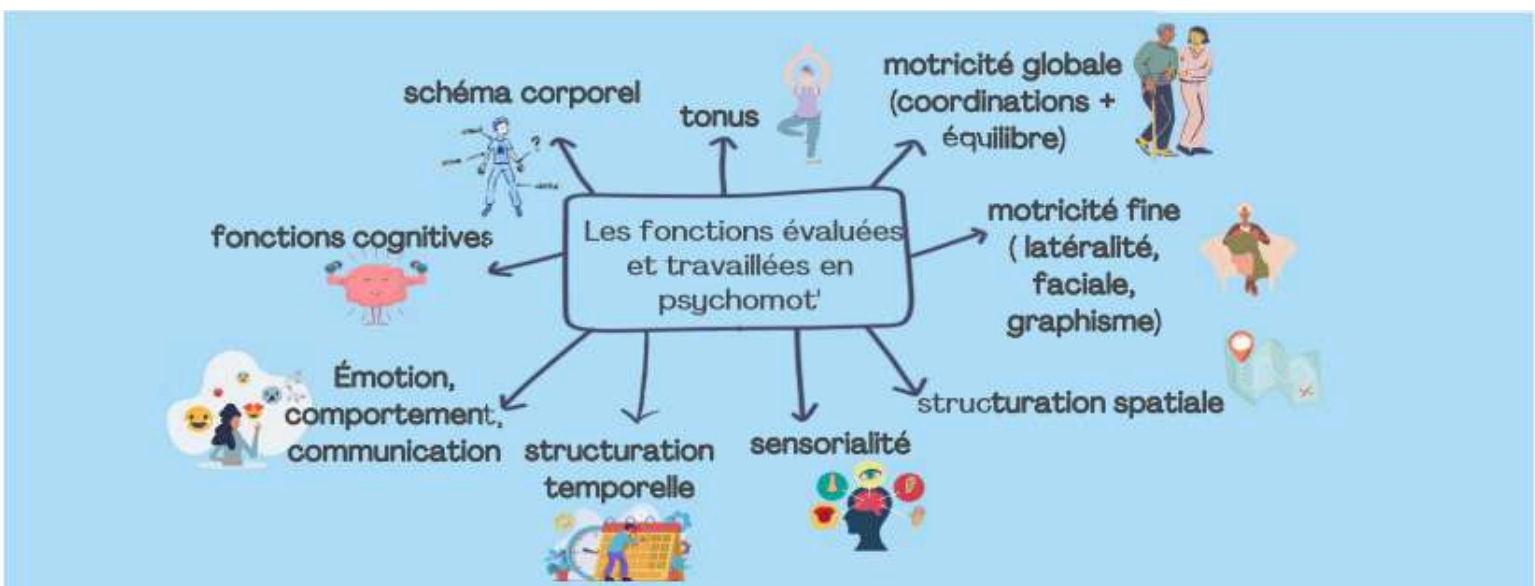 schéma corporel
tonus
motricité globale
(coordinations +
équilibre)
fonctions cognitives
Les fonctions évaluées
et travaillées en
psychomot'
motricité fine
( latéralité,
faciale,
graphisme)
Émotion,
comportement,
communication
structuration
temporelle
sensorialité
structuration spatiale
?